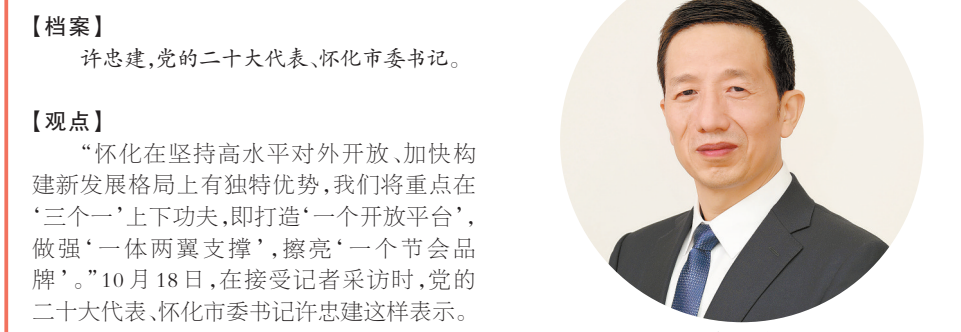 【档案】
许忠建,党的二十大代表、怀化市委书记。
【观点】
“怀化在坚持高水平对外开放、加快构
建新发展格局上有独特优势,我们将重点在
‘三个一’上下功夫,即打造‘一个开放平台’,
做强‘一体两翼支撑’,擦亮‘一个节会品
牌’。”10月18日,在接受记者采访时,党的
二十大代表、怀化市委书记许忠建这样表示。